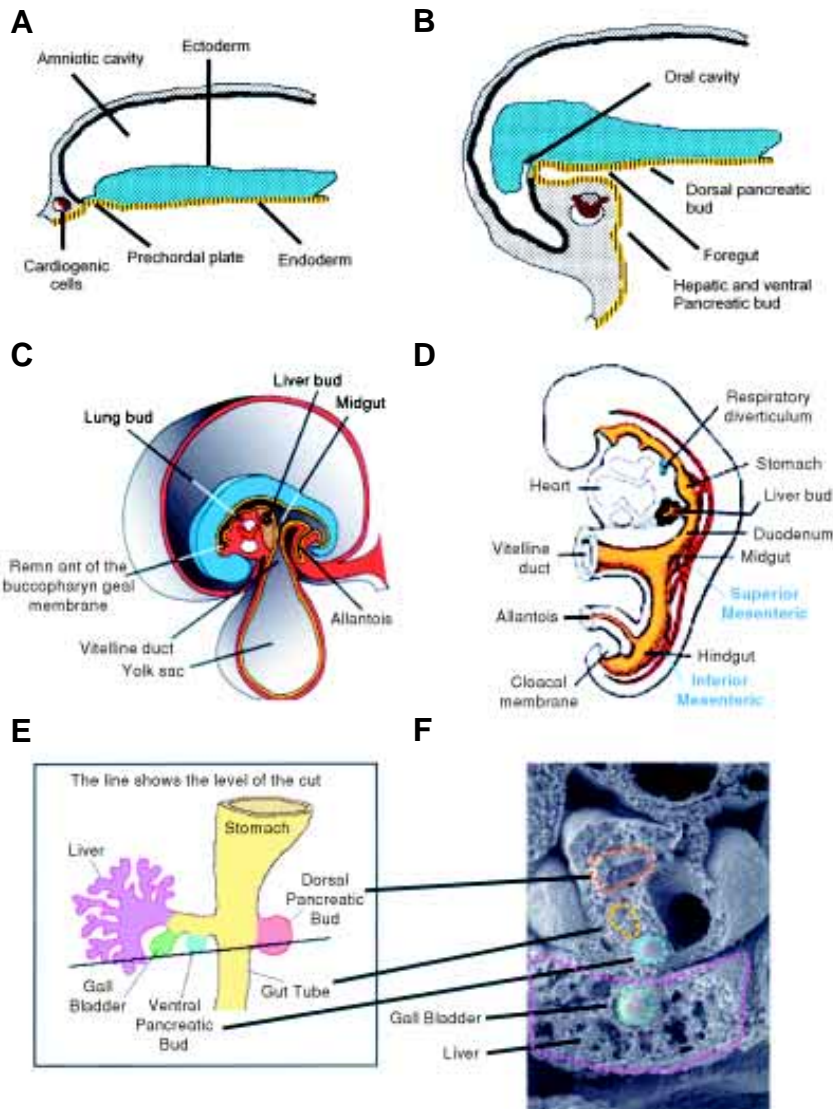 A
Ectoderm
Amniotic cavity
Cardiogenic
cells
Prechordal plate
Endoderm
B
Oral cavity
Dorsal pancreatic
bud
Foregut
Hepatic and ventral
Pancreatic bud
C
Liver bud
Midgut
Lung bud
Remn ant of the
buccopharyn geal
membrane
Allantois
Vitelline duct
Yolk sac
D
Respiratory
diverticulum
Stomach
Heart
Liver bud
Duodenum
Vitelline
duct
Midgut
Superior
Mesenteric
Allantois
Hindgut
Cloacal
membrane
Inferior
Mesenteric
E
The line shows the level of the cut
Stomach
Liver
Dorsal
Pancreatic
Bud
Gall
Bladder
Ventral
Pancreatic
Bud
Gut Tube
F
Gall Bladder
Liver